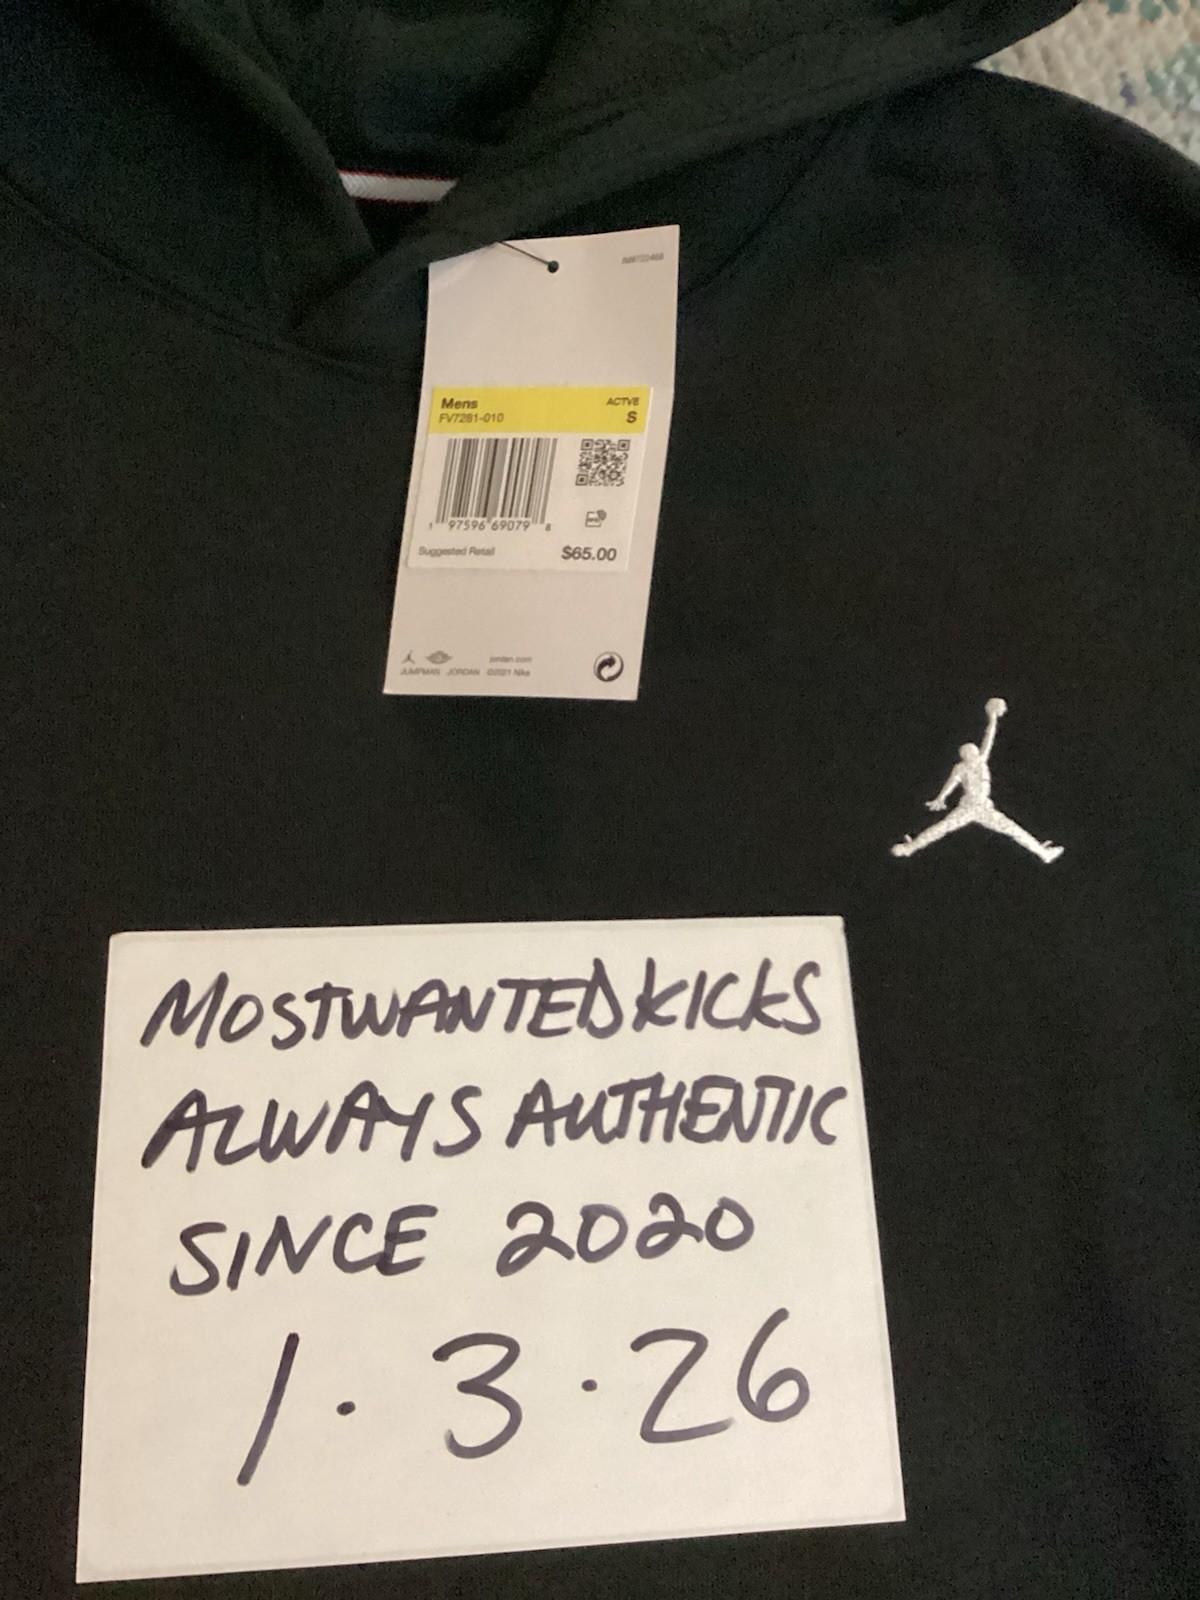 Mens ACTVE
FV7281-010 S
1 97596 69079 8
Suggested Retail $65.00
jordan.com
JUMPMAN JORDAN ©2021 Nike
MOSTWANTEDKICKS
ALWAYS AUTHENTIC
SINCE 2020
1. 3.26